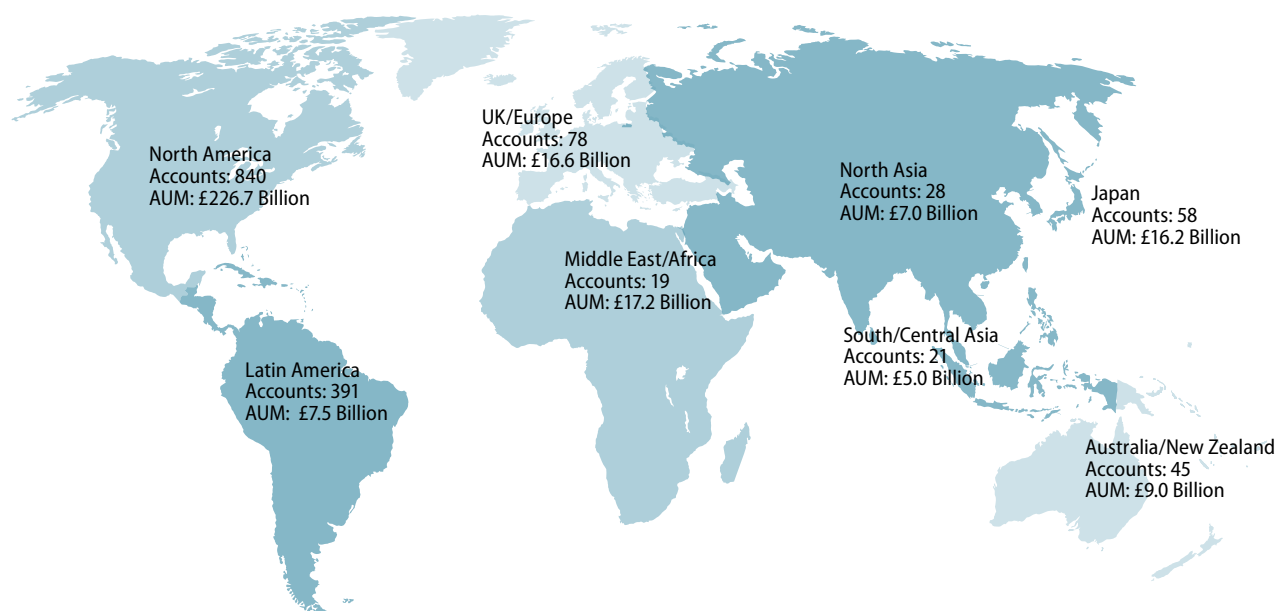 North America
Accounts: 840
AUM: £226.7 Billion
UK/Europe
Accounts: 78
AUM: £16.6 Billion
North Asia
Accounts: 28
AUM: £7.0 Billion
Japan
Accounts: 58
AUM: £16.2 Billion
Middle East/Africa
Accounts: 19
AUM: £17.2 Billion
South/Central Asia
Accounts: 21
AUM: £5.0 Billion
Latin America
Accounts: 391
AUM:  £7.5 Billion
Australia/New Zealand
Accounts: 45
AUM: £9.0 Billion